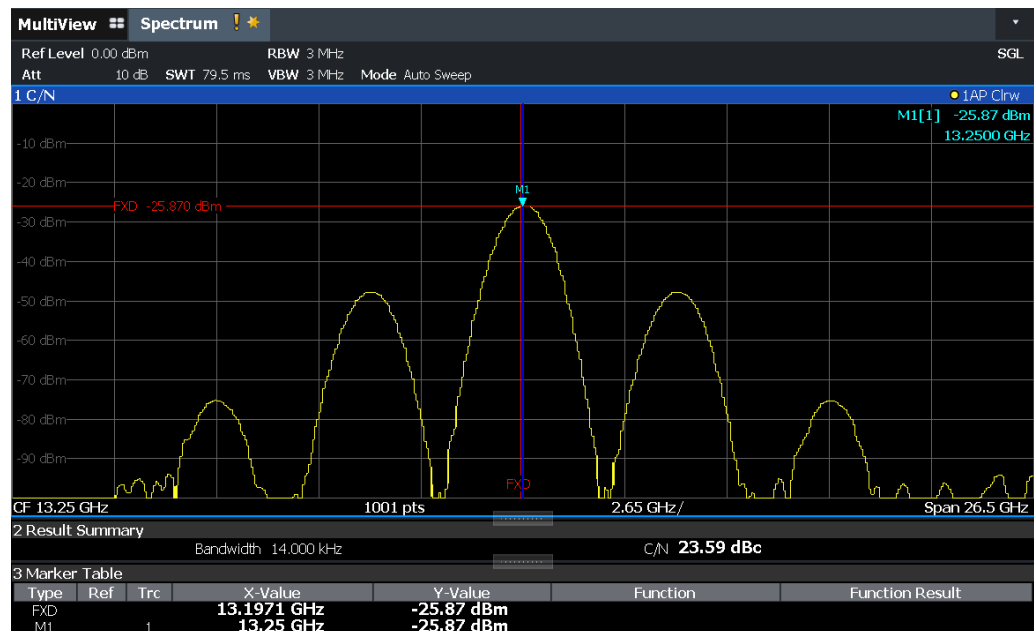 MultiView Spectrum !
Ref Level 0.00 dBm RBW 3 MHz SGL
Att 10 dB SWT 79.5 ms VBW 3 MHz Mode Auto Sweep
1 C/N 1AP Clrw
M1[1] -25.87 dBm
13.2500 GHz
-10 dBm
-20 dBm
M1
FXD -25.870 dBm
-30 dBm
-40 dBm
-50 dBm
-60 dBm
-70 dBm
-80 dBm
-90 dBm
FXD
CF 13.25 GHz 1001 pts 2.65 GHz/ Span 26.5 GHz
2 Result Summary
Bandwidth 14.000 kHz C/N 23.59 dBc
3 Marker Table
Type Ref Trc X-Value Y-Value Function Function Result
FXD 13.1971 GHz -25.87 dBm
M1 1 13.25 GHz -25.87 dBm